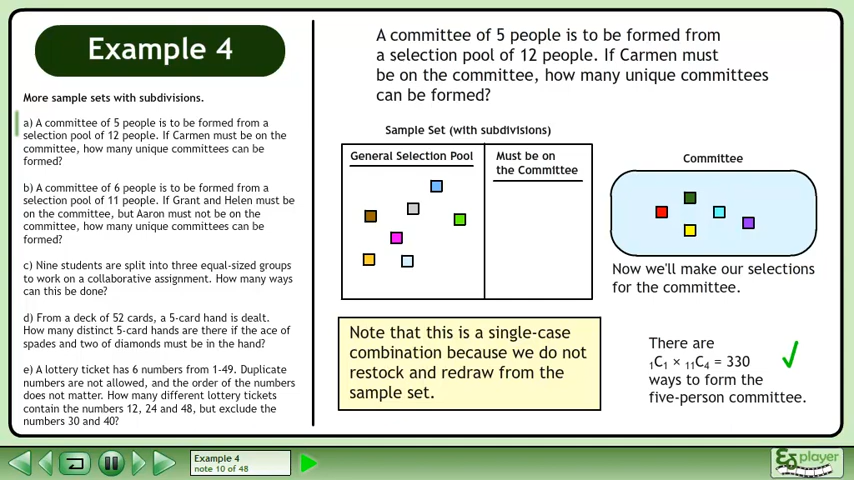 Example 4
More sample sets with subdivisions.
a) A committee of 5 people is to be formed from a
selection pool of 12 people. If Carmen must be on the
committee, how many unique committees can be
formed?
b) A committee of 6 people is to be formed from a
selection pool of 11 people. If Grant and Helen must be
on the committee, but Aaron must not be on the
committee, how many unique committees can be
formed?
c) Nine students are split into three equal-sized groups
to work on a collaborative assignment. How many ways
can this be done?
d) From a deck of 52 cards, a 5-card hand is dealt.
How many distinct 5-card hands are there if the ace of
spades and two of diamonds must be in the hand?
e) A lottery ticket has 6 numbers from 1-49. Duplicate
numbers are not allowed, and the order of the numbers
does not matter. How many different lottery tickets
contain the numbers 12, 24 and 48, but exclude the
numbers 30 and 40?
A committee of 5 people is to be formed from
a selection pool of 12 people. If Carmen must
be on the committee, how many unique committees
can be formed?
Sample Set (with subdivisions)
General Selection Pool
Must be on
the Committee
Committee
Now we'll make our selections
for the committee.
Note that this is a single-case
combination because we do not
restock and redraw from the
sample set.
There are
₁C₁ × ₁₁C₄ = 330
ways to form the
five-person committee.
Example 4
note 10 of 48
EZ player